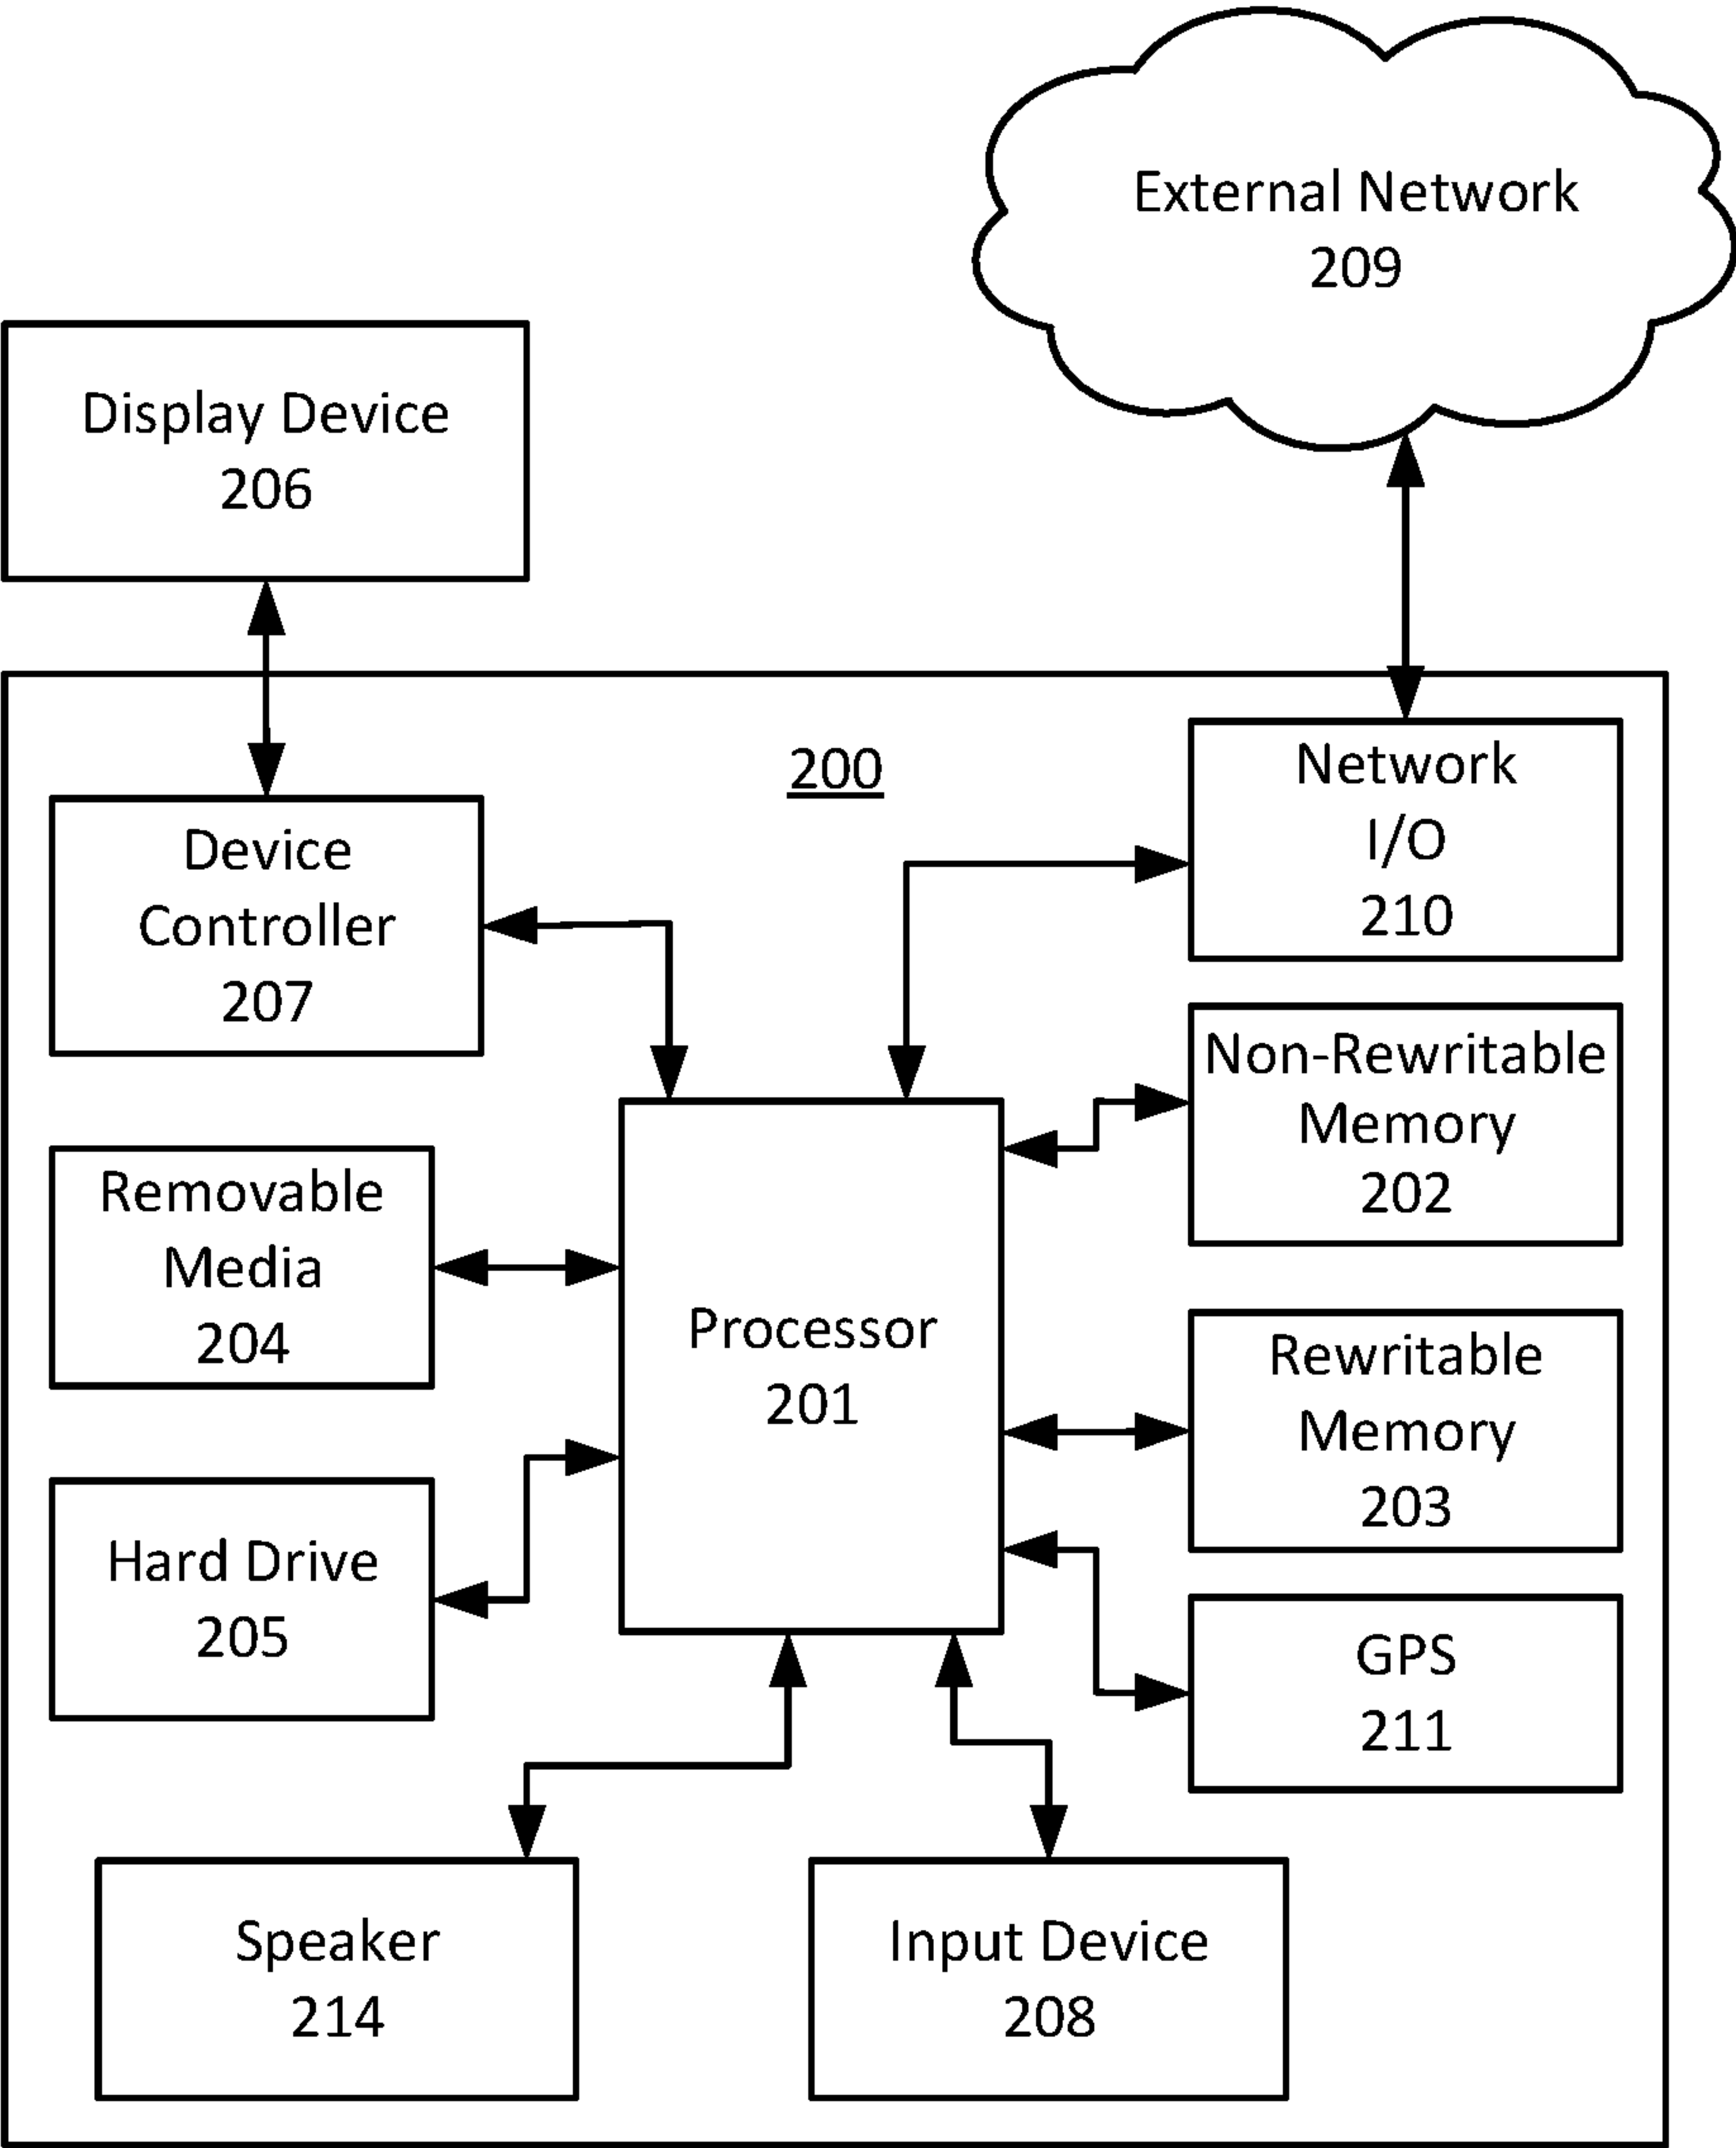 External Network
209
Display Device
206
200
Network
I/O
210
Device
Controller
207
Non-Rewritable
Memory
202
Removable
Media
204
Processor
201
Rewritable
Memory
203
Hard Drive
205
GPS
211
Speaker
214
Input Device
208